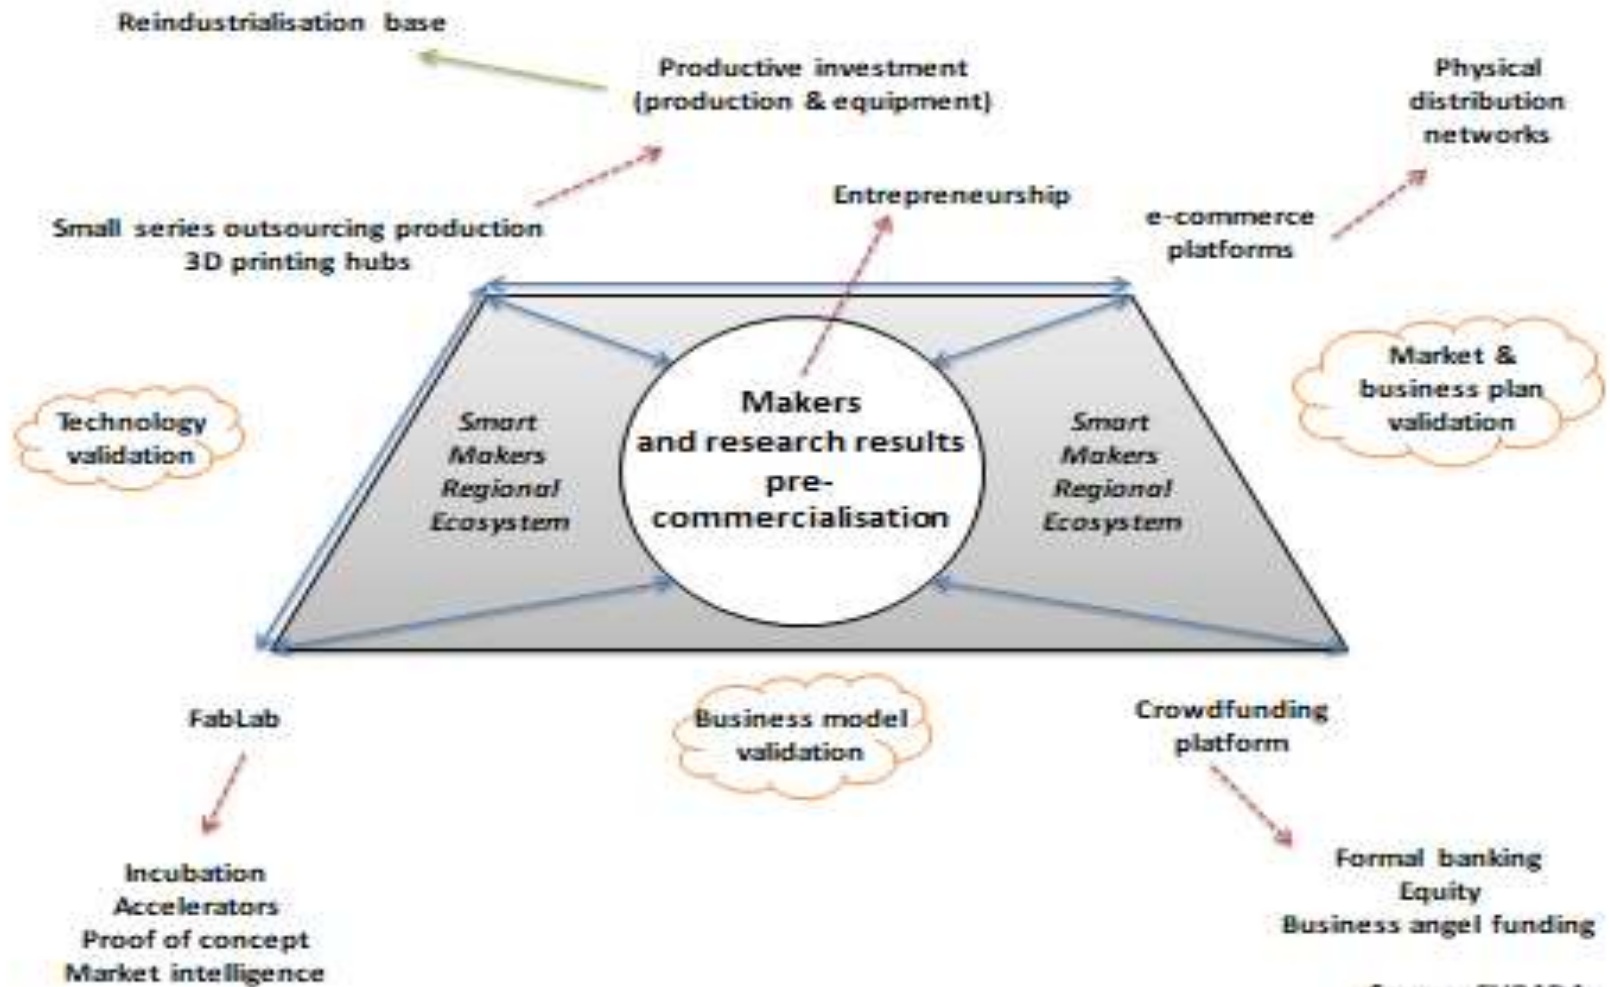 Reindustrialisation base
Productive investment
(production & equipment)
Physical
distribution
networks
Entrepreneurship
e-commerce
platforms
Small series outsourcing production
3D printing hubs
Market &
business plan
validation
Technology
validation
Smart
Makers
Regional
Ecosystem
Makers
and research results
pre-
commercialisation
Smart
Makers
Regional
Ecosystem
FabLab
Business model
validation
Crowdfunding
platform
Incubation
Accelerators
Proof of concept
Market intelligence
Formal banking
Equity
Business angel funding